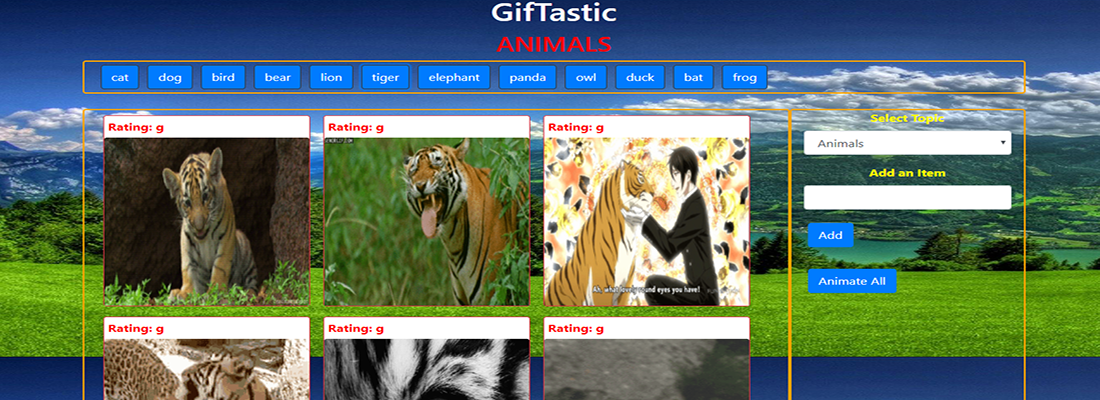 GifTastic
ANIMALS
cat dog bird bear lion tiger elephant panda owl duck bat frog
Select Topic
Animals
Add an Item
Add
Animate All
Rating: g Rating: g Rating: g
Ah, what lovely round eyes you have!
Rating: g Rating: g Rating: g